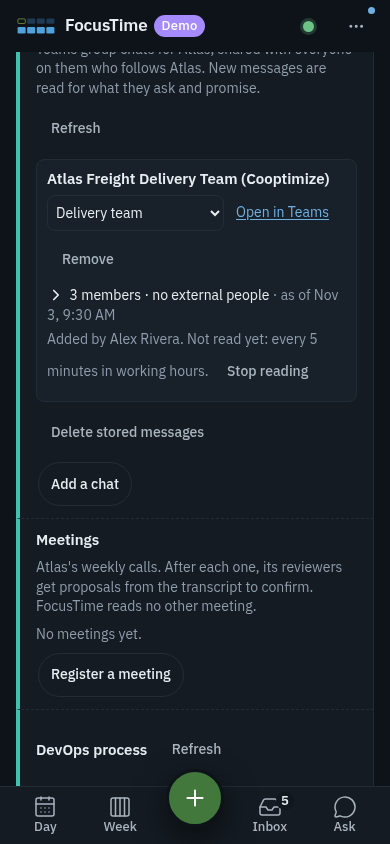 FocusTime Demo
Teams group chats for Atlas, shared with everyone
on them who follows Atlas. New messages are
read for what they ask and promise.
Refresh
Atlas Freight Delivery Team (Cooptimize)
Delivery team Open in Teams
Remove
3 members · no external people · as of Nov
3, 9:30 AM
Added by Alex Rivera. Not read yet: every 5
minutes in working hours. Stop reading
Delete stored messages
Add a chat
Meetings
Atlas's weekly calls. After each one, its reviewers
get proposals from the transcript to confirm.
FocusTime reads no other meeting.
No meetings yet.
Register a meeting
DevOps process Refresh
5
Day Week Inbox Ask